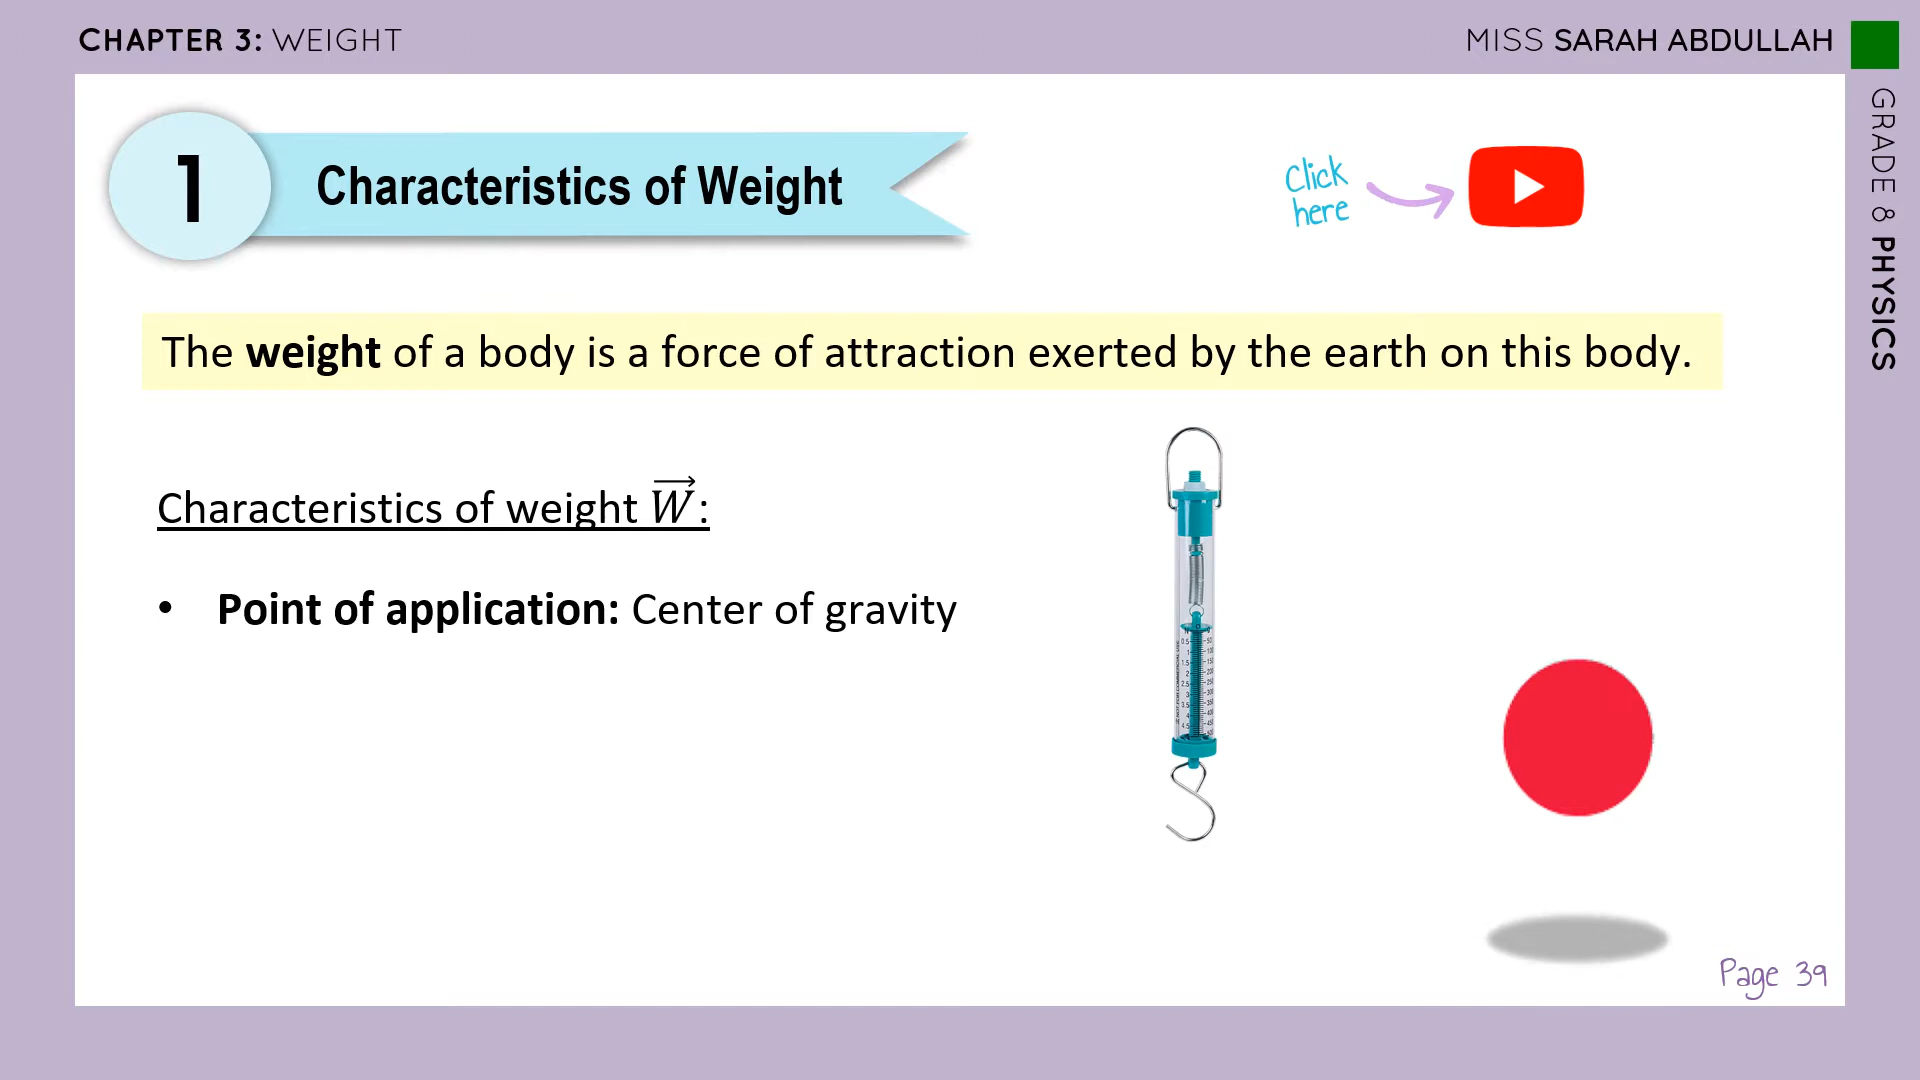 CHAPTER 3: WEIGHT
MISS SARAH ABDULLAH
GRADE 8 PHYSICS
1
Characteristics of Weight
Click
here
The weight of a body is a force of attraction exerted by the earth on this body.
Characteristics of weight \overrightarrow{W}:
• Point of application: Center of gravity
Page 39